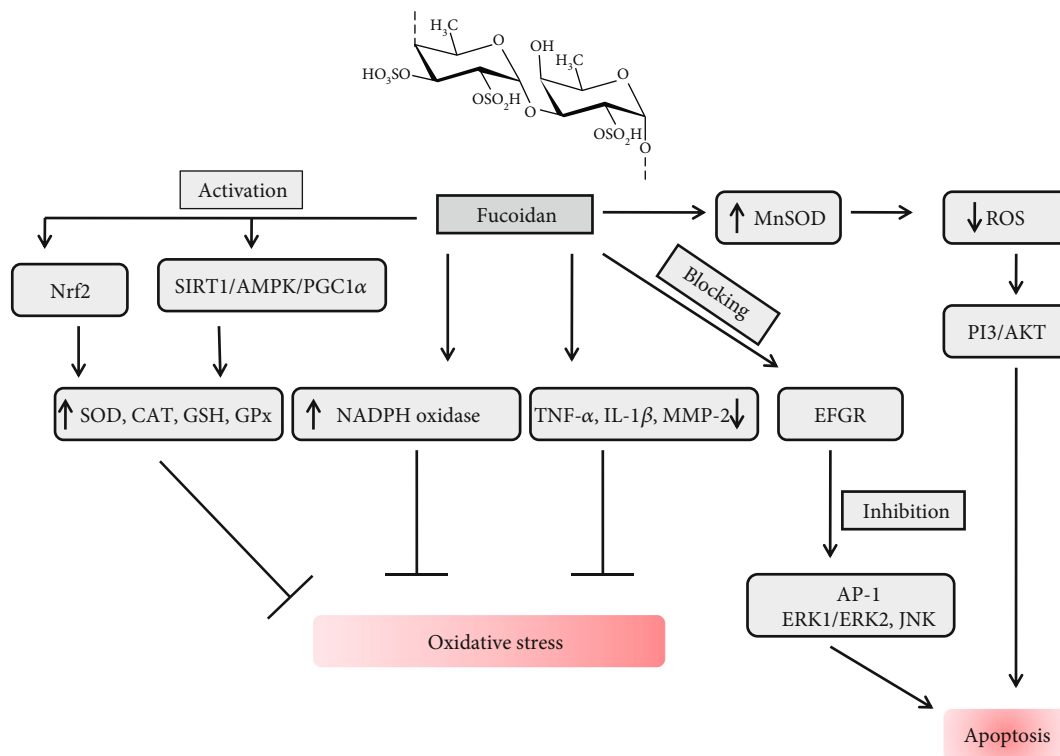 H₃C
O
HO₃SO
OSO₂H
OH
H₃C
O
O
OSO₂H
O
Activation
Fucoidan
↑ MnSOD
↓ ROS
Nrf2
SIRT1/AMPK/PGC1α
Blocking
PI3/AKT
↑ SOD, CAT, GSH, GPx
↑ NADPH oxidase
TNF-α, IL-1β, MMP-2↓
EFGR
Inhibition
AP-1
ERK1/ERK2, JNK
Oxidative stress
Apoptosis